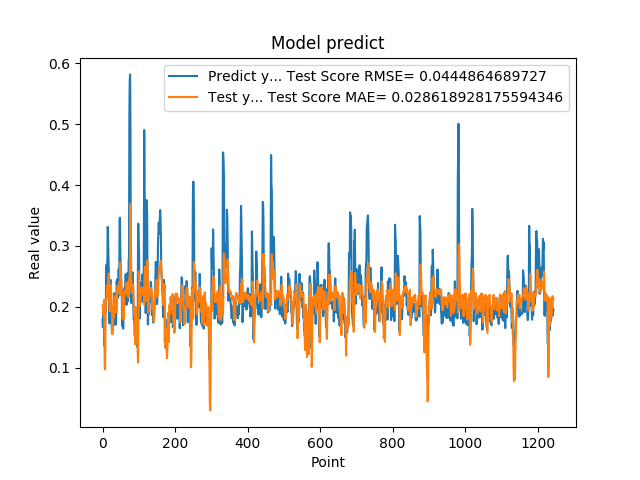 Model predict
Predict y... Test Score RMSE= 0.0444864689727
Test y... Test Score MAE= 0.028618928175594346
Real value
0.6
0.5
0.4
0.3
0.2
0.1
0 200 400 600 800 1000 1200
Point